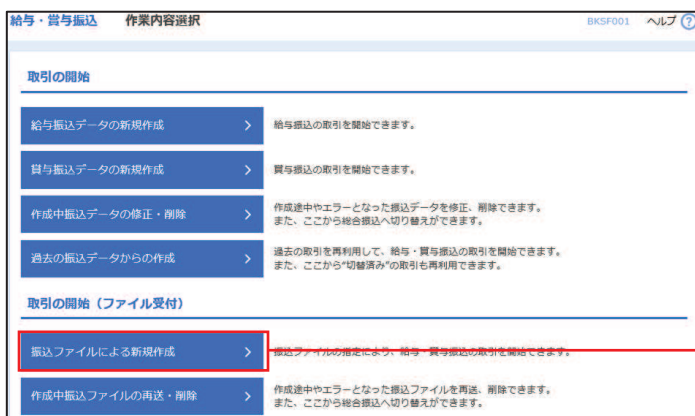 給与・賞与振込 作業内容選択 BKSF001 ヘルプ ?
取引の開始
給与振込データの新規作成 給与振込の取引を開始できます。
賞与振込データの新規作成 賞与振込の取引を開始できます。
作成中振込データの修正・削除 作成途中やエラーとなった振込データを修正、削除できます。
また、ここから総合振込へ切り替えができます。
過去の振込データからの作成 過去の取引を再利用して、給与・賞与振込の取引を開始できます。
また、ここから“切替済み”の取引も再利用できます。
取引の開始（ファイル受付）
振込ファイルによる新規作成 振込ファイルの指定により、給与・賞与振込の取引を開始できます。
作成中振込ファイルの再送・削除 作成途中やエラーとなった振込ファイルを再送、削除できます。
また、ここから総合振込へ切り替えができます。